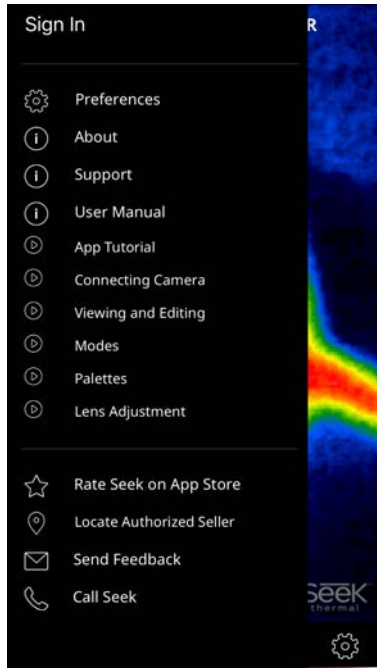 Sign In
R
Preferences
About
Support
User Manual
App Tutorial
Connecting Camera
Viewing and Editing
Modes
Palettes
Lens Adjustment
Rate Seek on App Store
Locate Authorized Seller
Send Feedback
Call Seek
Seek
thermal